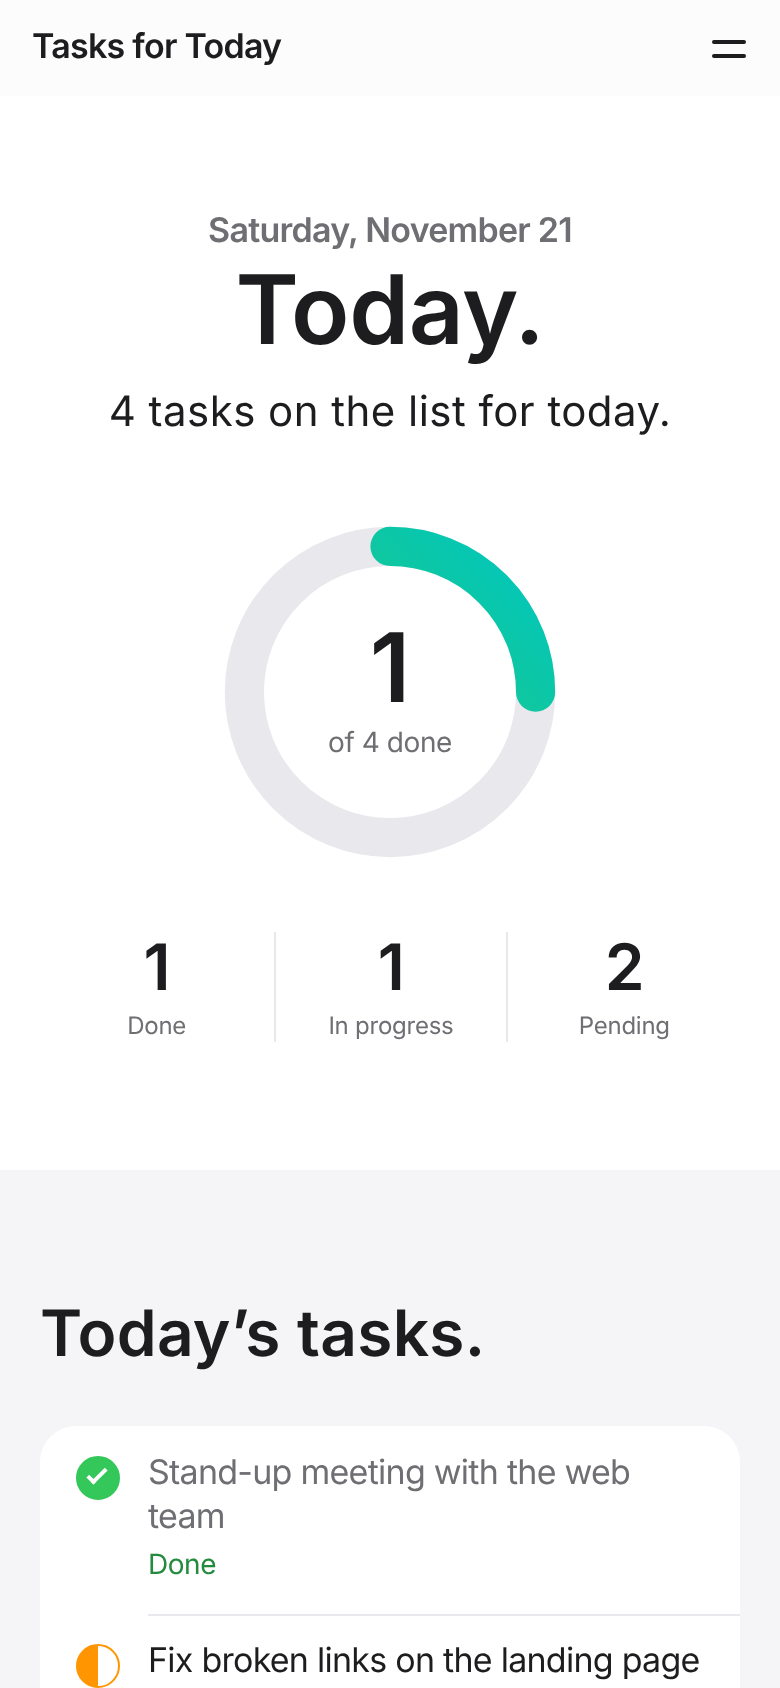 Tasks for Today
Saturday, November 21
Today.
4 tasks on the list for today.
1
of 4 done
1
Done
1
In progress
2
Pending
Today’s tasks.
Stand-up meeting with the web
team
Done
Fix broken links on the landing page